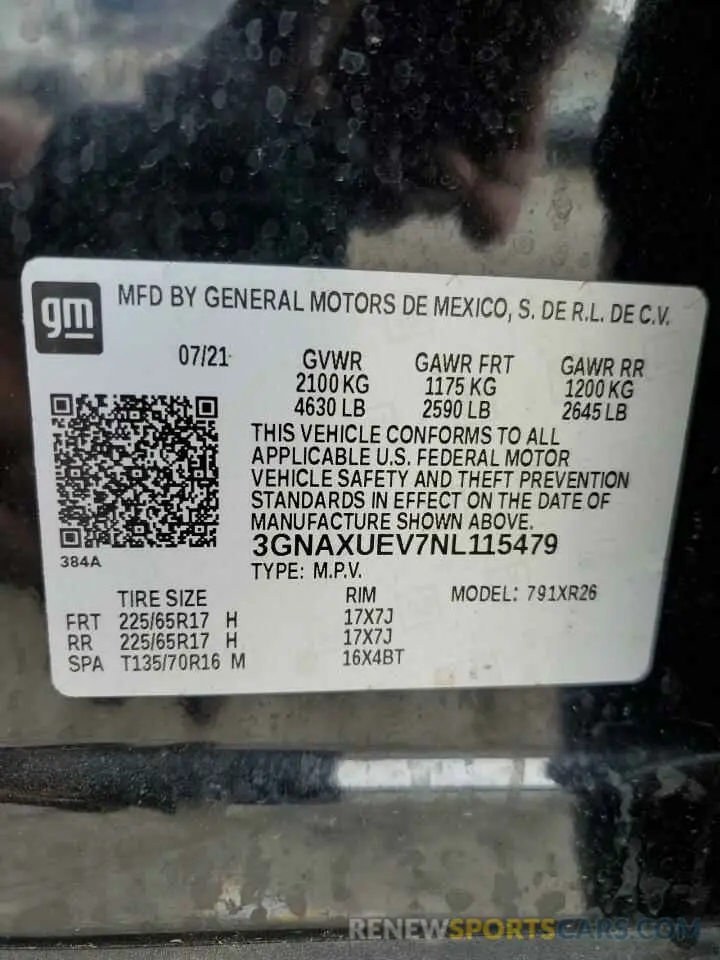 gm
MFD BY GENERAL MOTORS DE MEXICO, S. DE R.L. DE C.V.
07/21 GVWR GAWR FRT GAWR RR
2100 KG 1175 KG 1200 KG
4630 LB 2590 LB 2645 LB
THIS VEHICLE CONFORMS TO ALL
APPLICABLE U.S. FEDERAL MOTOR
VEHICLE SAFETY AND THEFT PREVENTION
STANDARDS IN EFFECT ON THE DATE OF
MANUFACTURE SHOWN ABOVE.
3GNAXUEV7NL115479
384A
TYPE: M.P.V.
TIRE SIZE RIM MODEL: 791XR26
FRT 225/65R17 H 17X7J
RR 225/65R17 H 17X7J
SPA T135/70R16 M 16X4BT
RENEWSPORTSCARS.COM